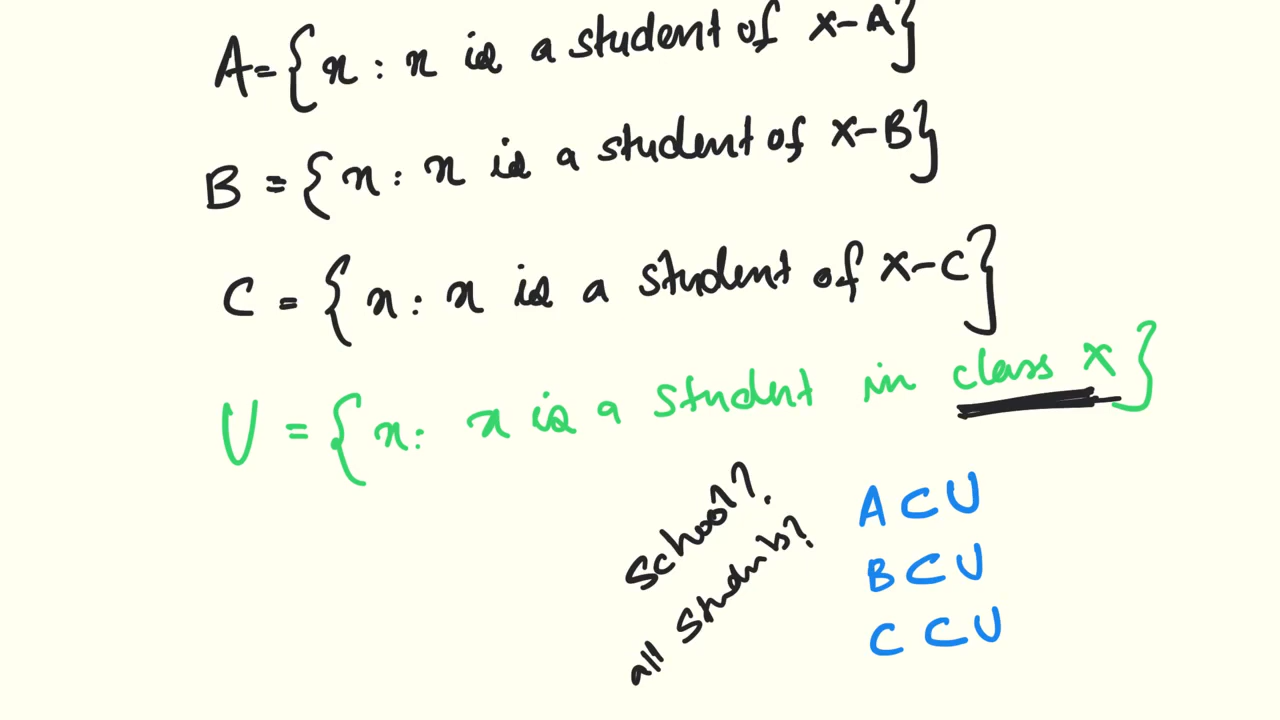 A={x : x is a student of X-A}
B = {x : x is a student of X-B}
C = {x : x is a student of X-C}
U = {x : x is a student in class X}
School??
all students?
A ⊂ U
B ⊂ U
C ⊂ U